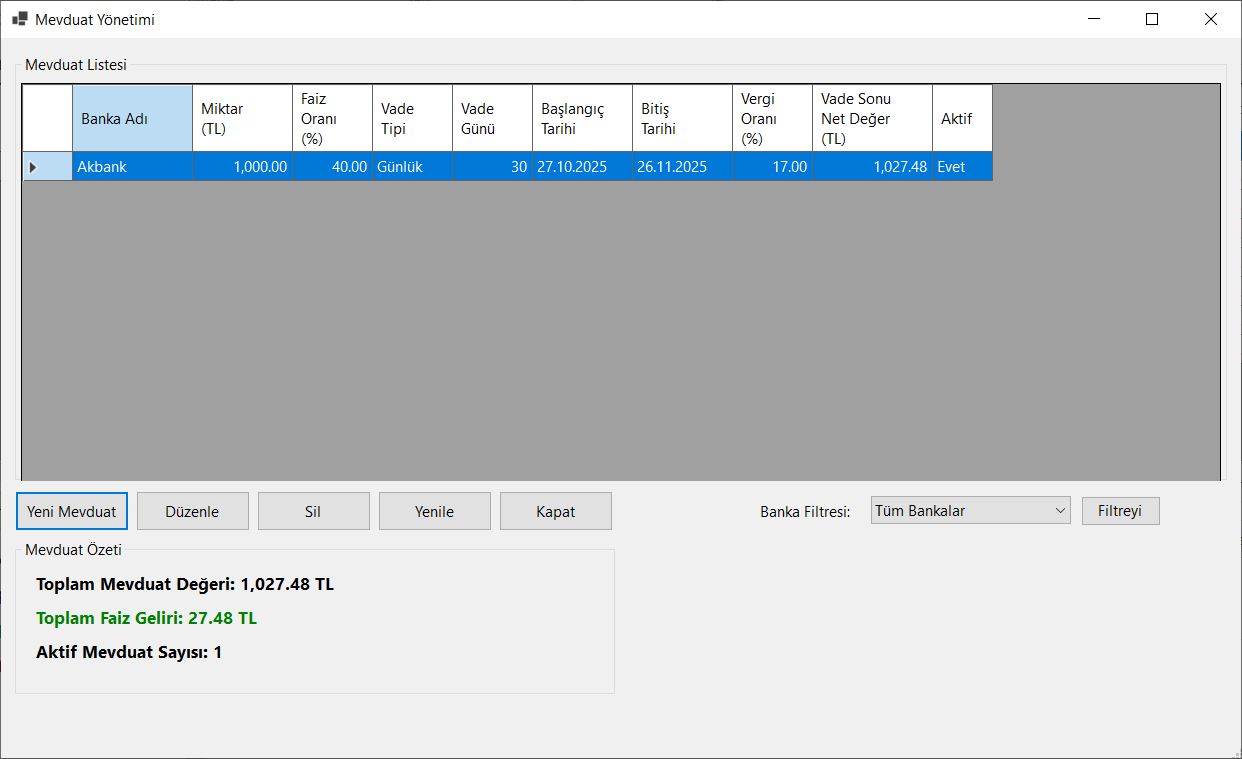 Mevduat Yönetimi
Mevduat Listesi
Banka Adı
Miktar
(TL)
Faiz
Oranı
(%)
Vade
Tipi
Vade
Günü
Başlangıç
Tarihi
Bitiş
Tarihi
Vergi
Oranı
(%)
Vade Sonu
Net Değer
(TL)
Aktif
Akbank 1,000.00 40.00 Günlük 30 27.10.2025 26.11.2025 17.00 1,027.48 Evet
Yeni Mevduat Düzenle Sil Yenile Kapat Banka Filtresi: Tüm Bankalar Filtreyi
Mevduat Özeti
Toplam Mevduat Değeri: 1,027.48 TL
Toplam Faiz Geliri: 27.48 TL
Aktif Mevduat Sayısı: 1